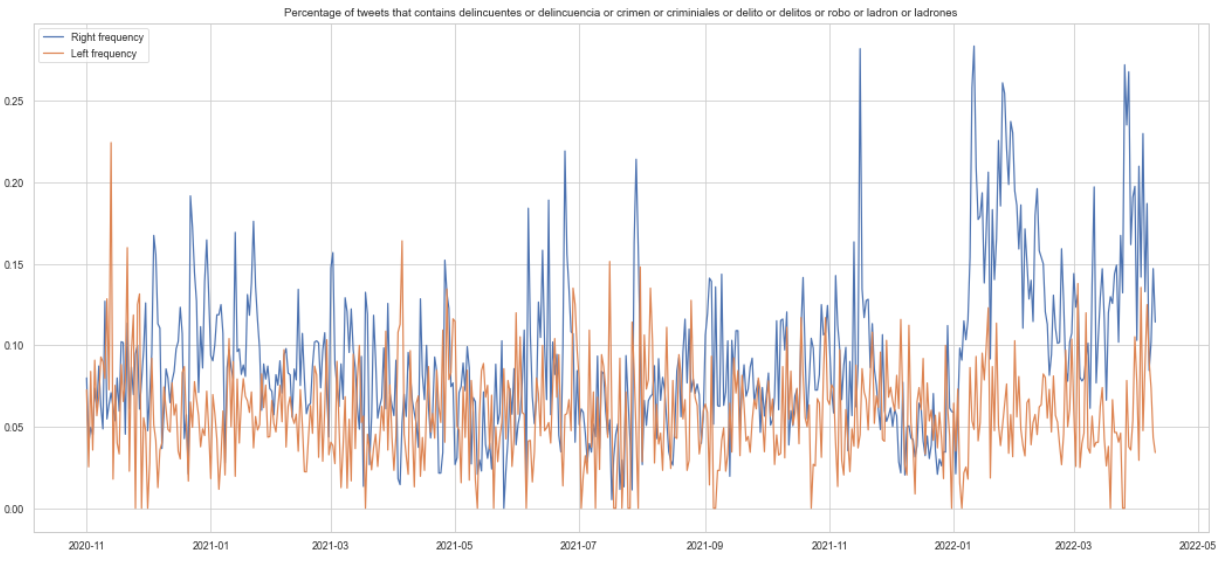 Percentage of tweets that contains delincuentes or delincuencia or crimen or criminiales or delito or delitos or robo or ladron or ladrones
Right frequency
Left frequency
0.25
0.20
0.15
0.10
0.05
0.00
2020-11 2021-01 2021-03 2021-05 2021-07 2021-09 2021-11 2022-01 2022-03 2022-05